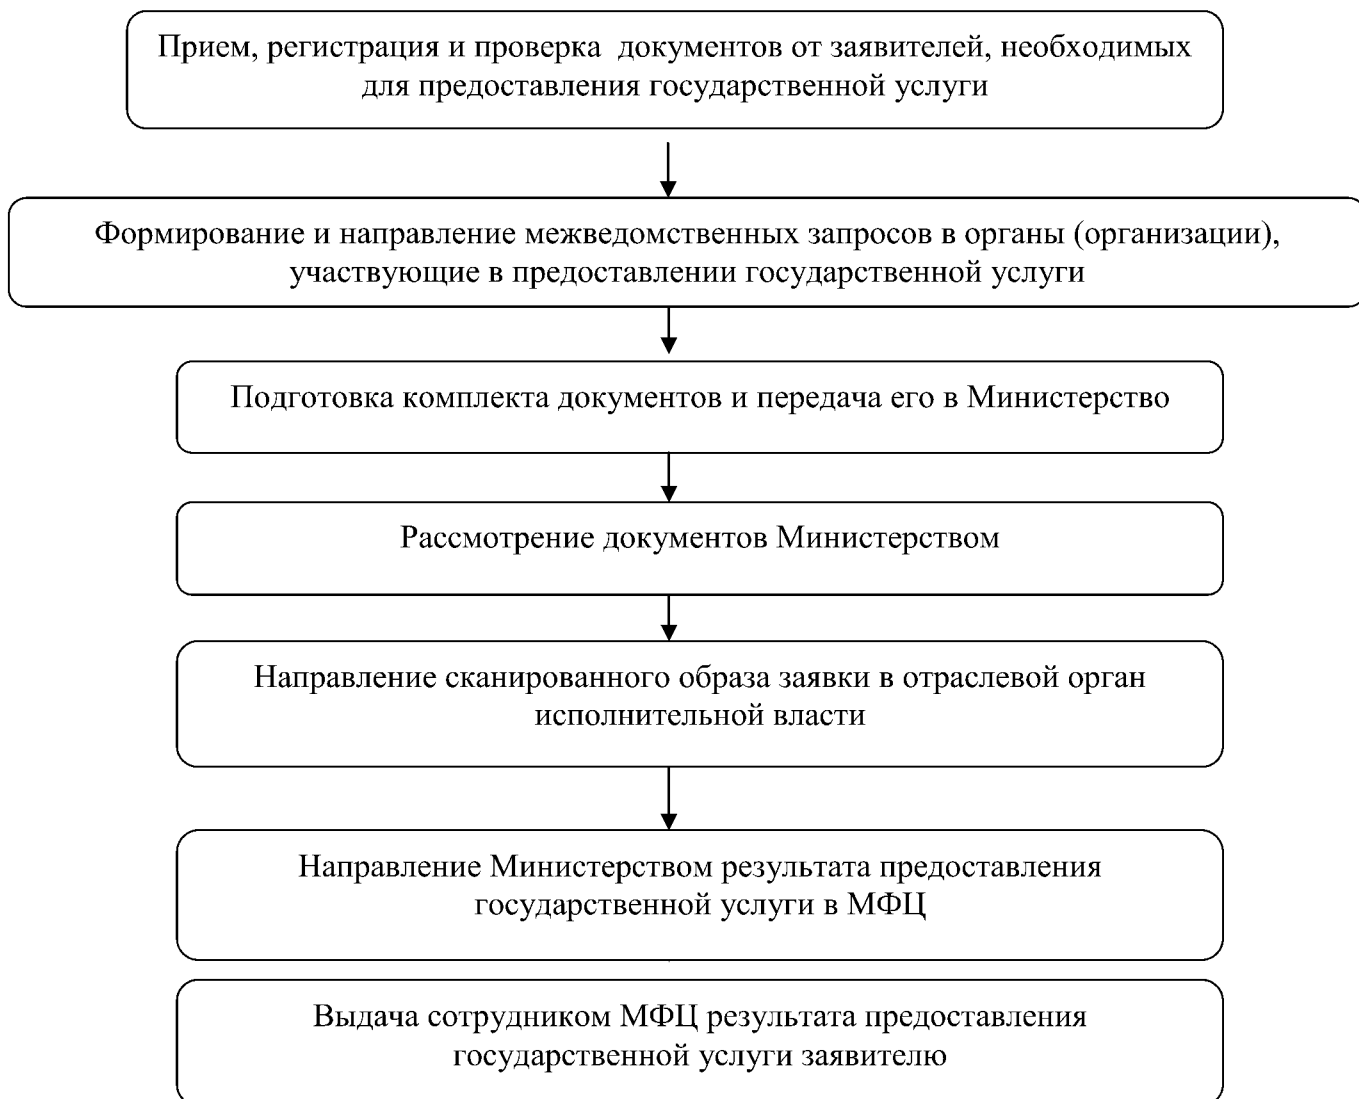 Прием, регистрация и проверка  документов от заявителей, необходимых
для предоставления государственной услуги
Формирование и направление межведомственных запросов в органы (организации),
участвующие в предоставлении государственной услуги
Подготовка комплекта документов и передача его в Министерство
Рассмотрение документов Министерством
Направление сканированного образа заявки в отраслевой орган
исполнительной власти
Направление Министерством результата предоставления
государственной услуги в МФЦ
Выдача сотрудником МФЦ результата предоставления
государственной услуги заявителю